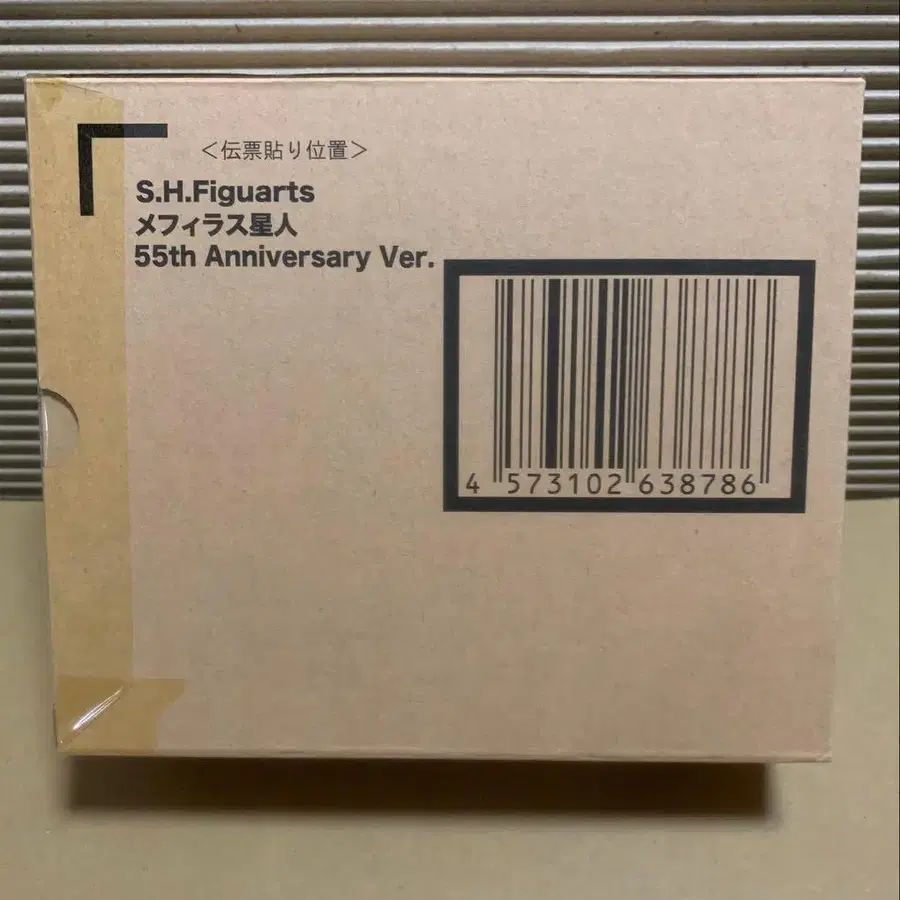 ＜伝票貼り位置＞
S.H.Figuarts
メフィラス星人
55th Anniversary Ver.
4 573102 638786